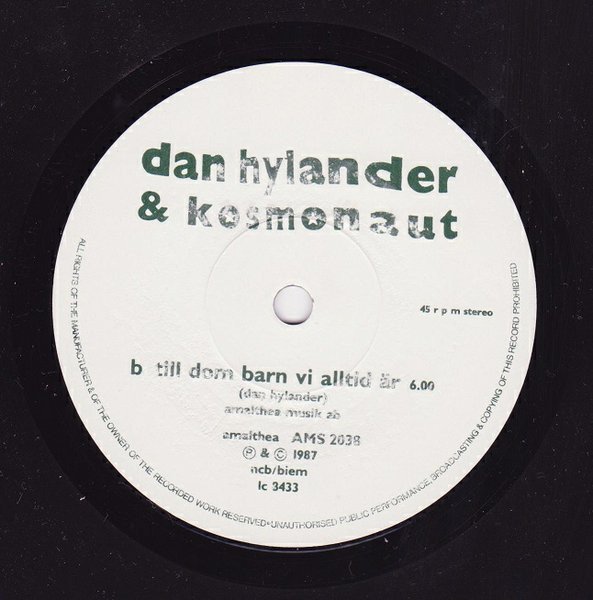 dan hylander
& kosmonaut
45 r p m stereo
b till dom barn vi alltid är 6.00
(dan hylander)
amalthea musik ab
amalthea AMS 2038
Ⓟ & © 1987
ncb/biem
lc 3433
ALL RIGHTS OF THE MANUFACTURER & OF THE OWNER OF THE RECORDED WORK RESERVED•UNAUTHORISED PUBLIC PERFORMANCE, BROADCASTING & COPYING OF THIS RECORD PROHIBITED